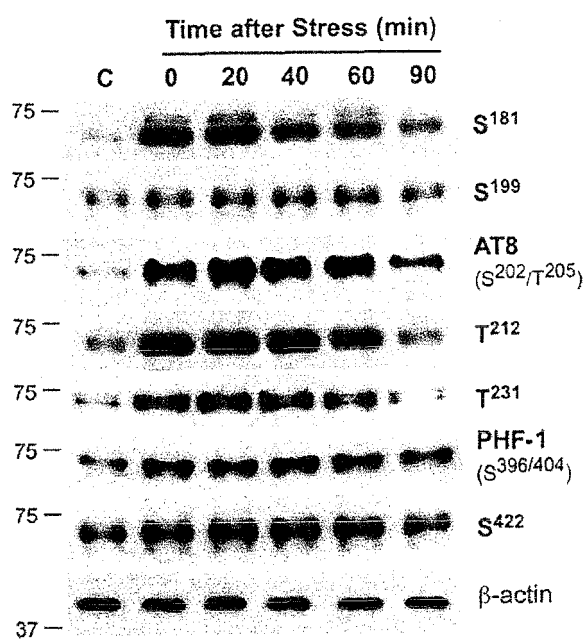 Time after Stress (min)
C 0 20 40 60 90
75 — S¹⁸¹
75 — S¹⁹⁹
75 — AT8
(S²⁰²/T²⁰⁵)
75 — T²¹²
75 — T²³¹
75 — PHF-1
(S³⁹⁶/⁴⁰⁴)
75 — S⁴²²
β-actin
37 —